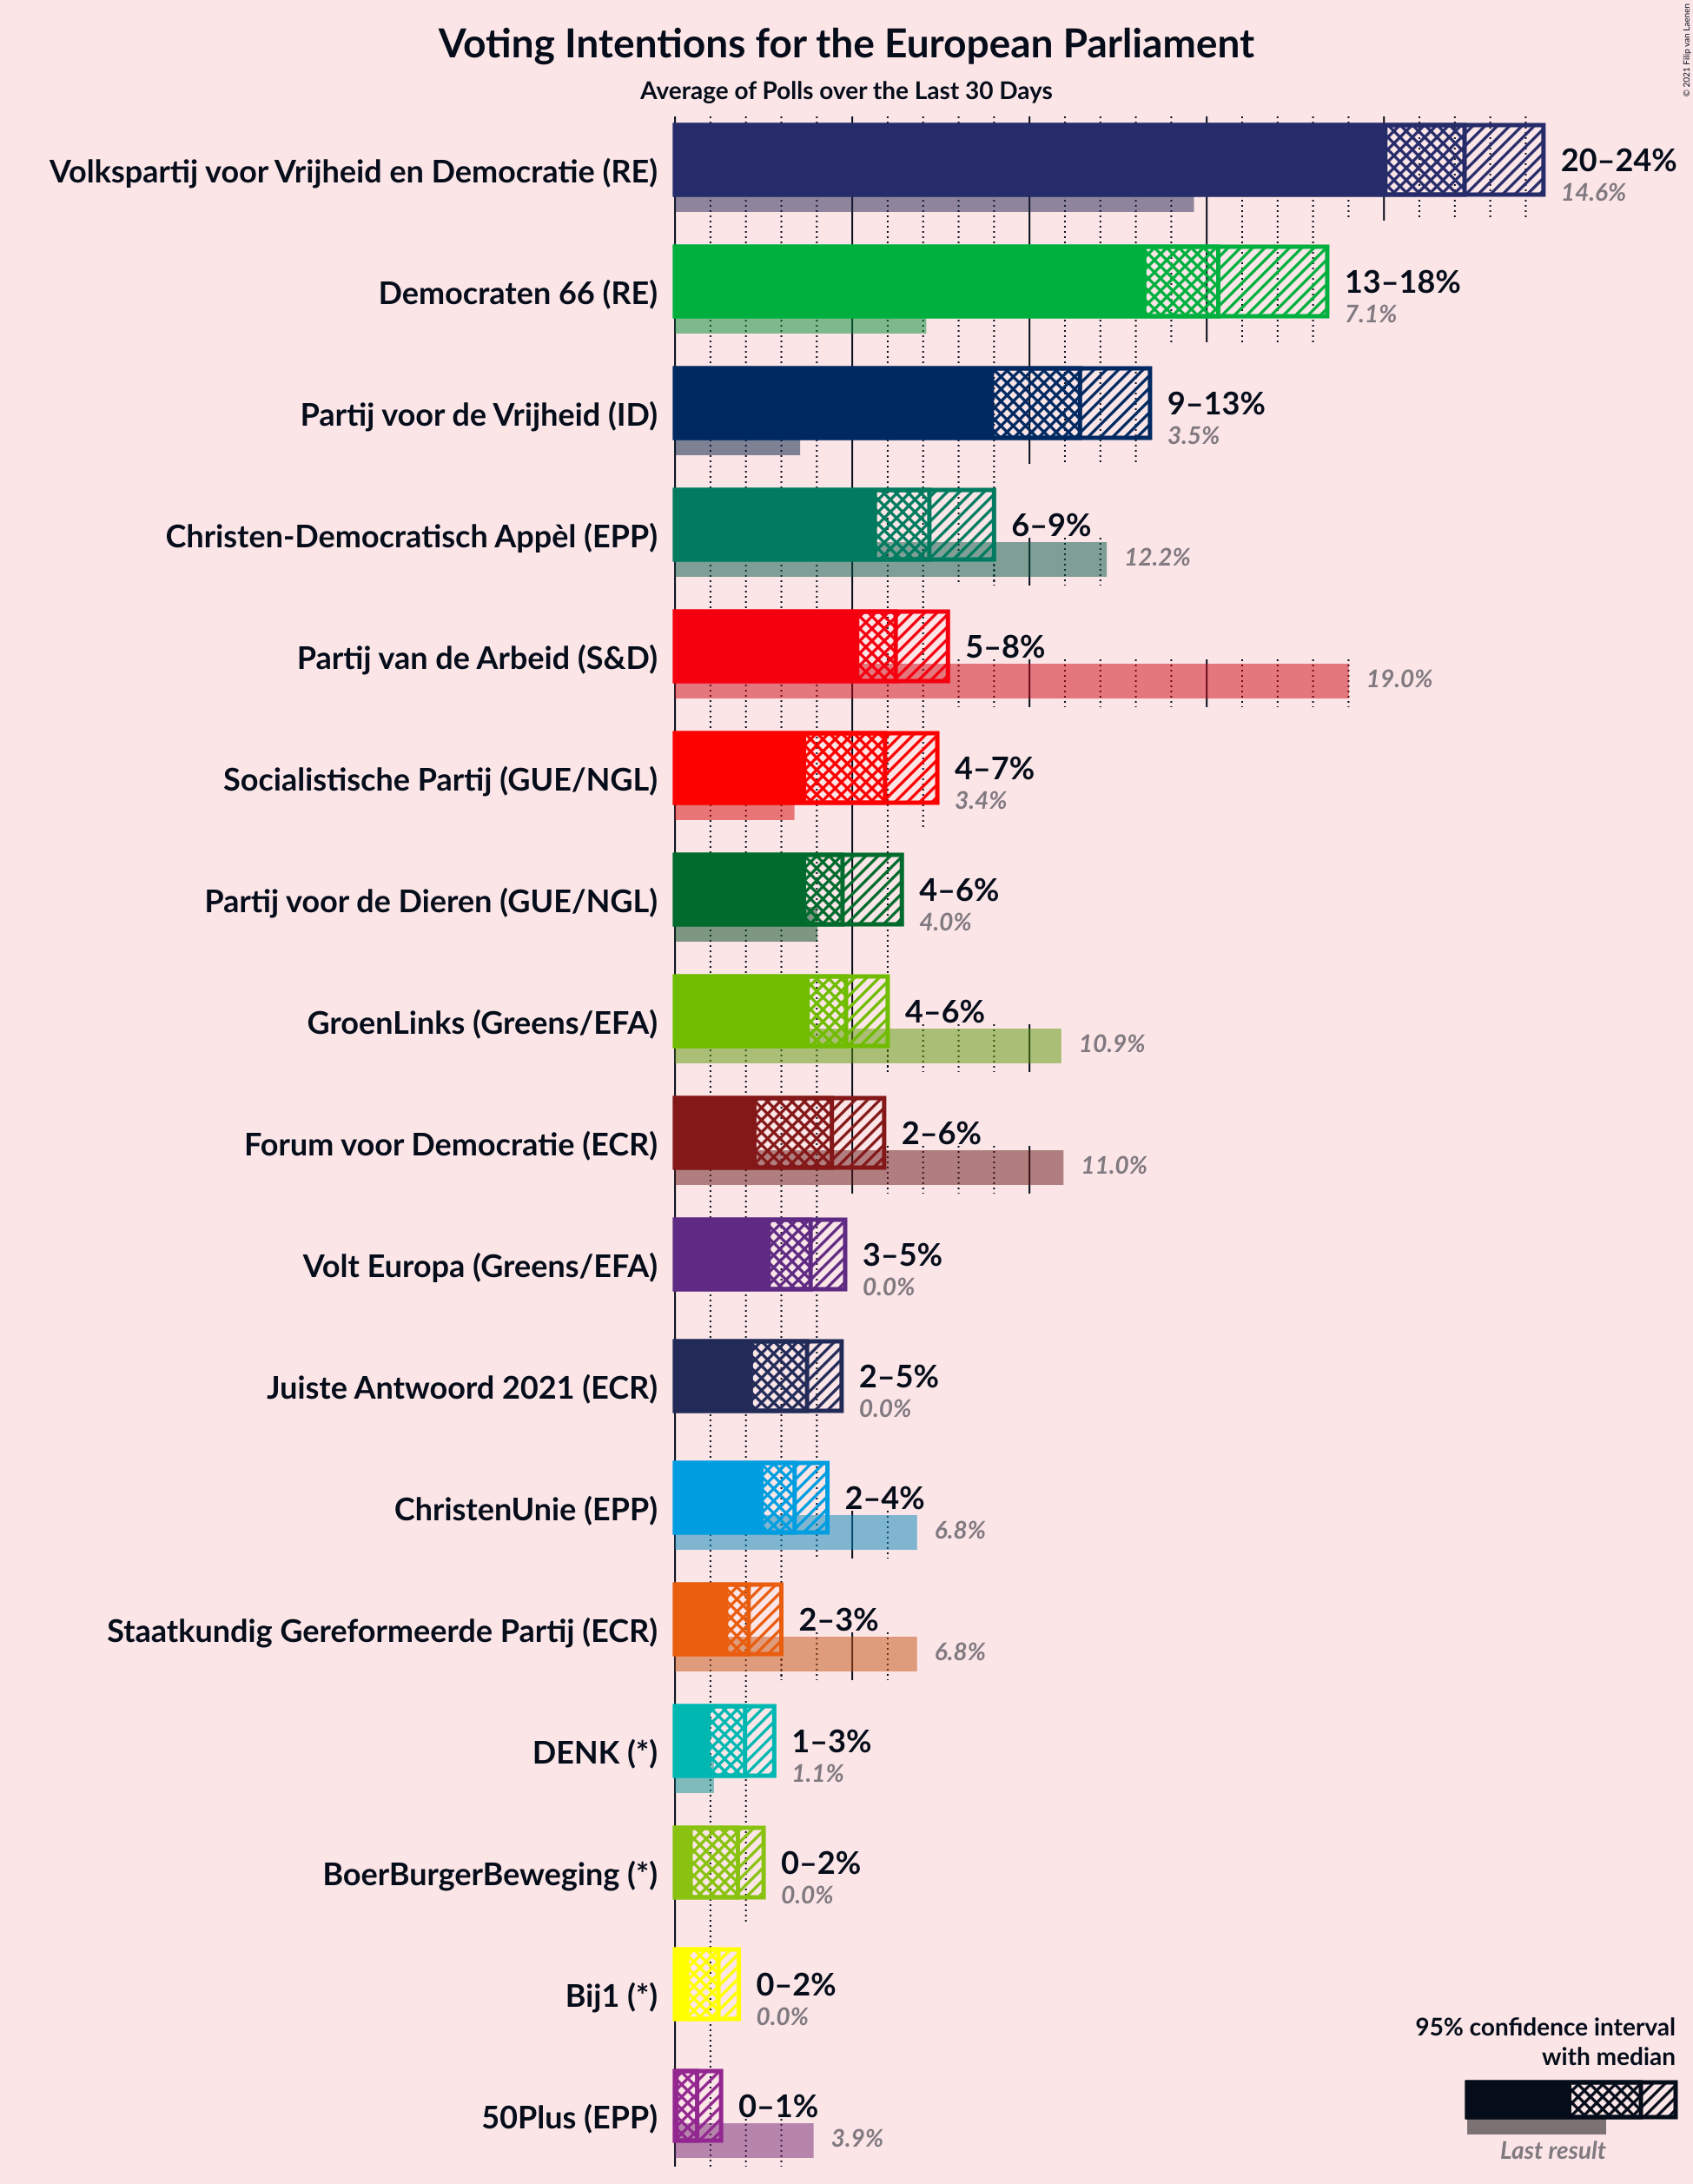 Voting Intentions for the European Parliament
Average of Polls over the Last 30 Days
© 2021 Filip van Laenen
Volkspartij voor Vrijheid en Democratie (RE)
20–24%
14.6%
Democraten 66 (RE)
13–18%
7.1%
Partij voor de Vrijheid (ID)
9–13%
3.5%
Christen-Democratisch Appèl (EPP)
6–9%
12.2%
Partij van de Arbeid (S&D)
5–8%
19.0%
Socialistische Partij (GUE/NGL)
4–7%
3.4%
Partij voor de Dieren (GUE/NGL)
4–6%
4.0%
GroenLinks (Greens/EFA)
4–6%
10.9%
Forum voor Democratie (ECR)
2–6%
11.0%
Volt Europa (Greens/EFA)
3–5%
0.0%
Juiste Antwoord 2021 (ECR)
2–5%
0.0%
ChristenUnie (EPP)
2–4%
6.8%
Staatkundig Gereformeerde Partij (ECR)
2–3%
6.8%
DENK (*)
1–3%
1.1%
BoerBurgerBeweging (*)
0–2%
0.0%
Bij1 (*)
0–2%
0.0%
50Plus (EPP)
0–1%
3.9%
95% confidence interval
with median
Last result